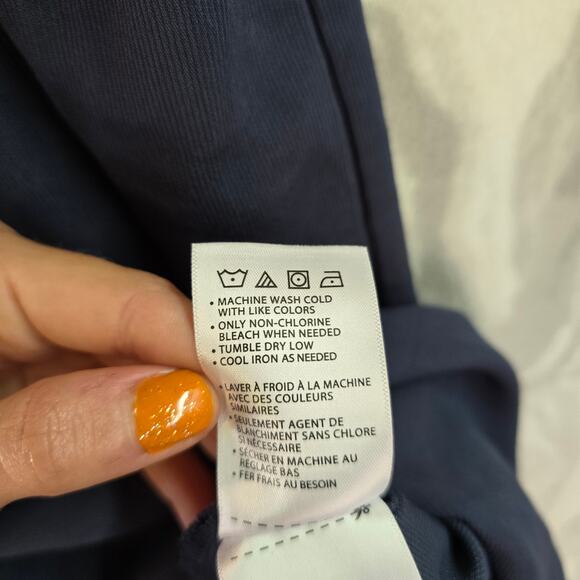 • MACHINE WASH COLD
WITH LIKE COLORS
• ONLY NON-CHLORINE
BLEACH WHEN NEEDED
• TUMBLE DRY LOW
• COOL IRON AS NEEDED
• LAVER À FROID À LA MACHINE
AVEC DES COULEURS
SIMILAIRES
• SEULEMENT AGENT DE
BLANCHIMENT SANS CHLORE
SI NÉCESSAIRE
• SÉCHER EN MACHINE AU
RÉGLAGE BAS
• FER FRAIS AU BESOIN